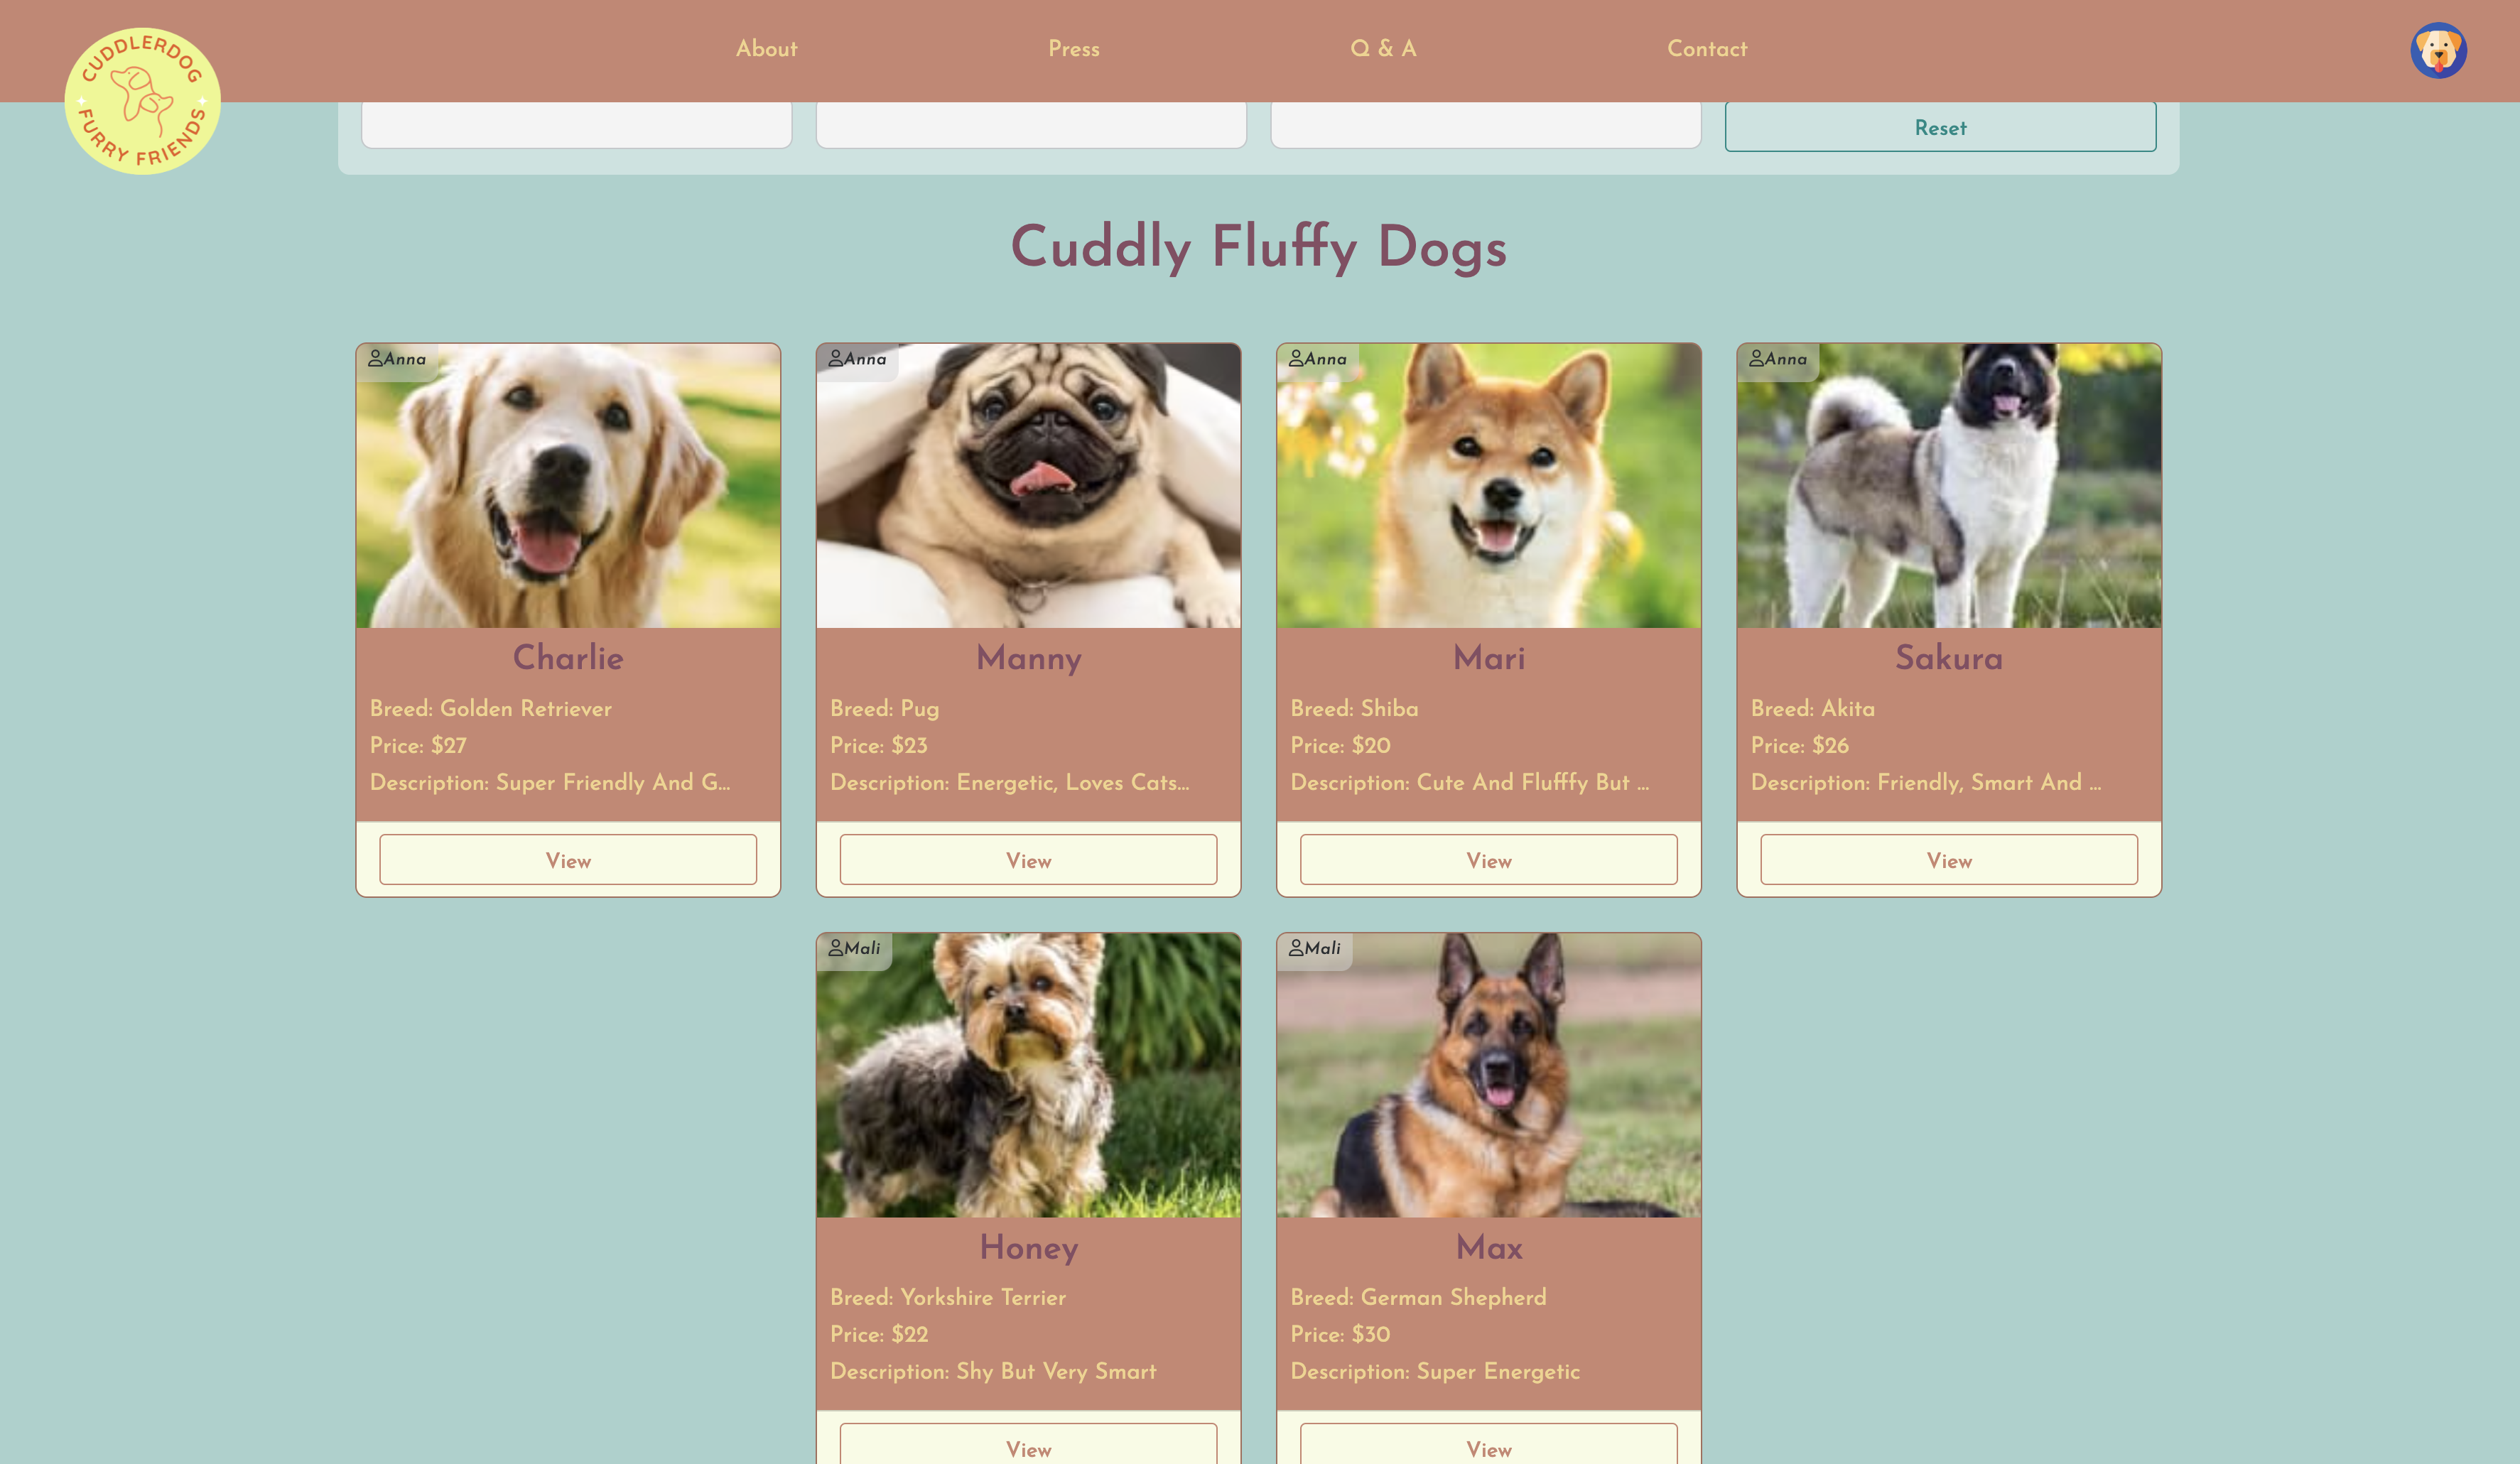 CUDDLERDOG
FURRY FRIENDS
About
Press
Q & A
Contact
Reset
Cuddly Fluffy Dogs
Anna
Charlie
Breed: Golden Retriever
Price: $27
Description: Super Friendly And G...
View
Anna
Manny
Breed: Pug
Price: $23
Description: Energetic, Loves Cats...
View
Anna
Mari
Breed: Shiba
Price: $20
Description: Cute And Flufffy But ...
View
Anna
Sakura
Breed: Akita
Price: $26
Description: Friendly, Smart And ...
View
Mali
Honey
Breed: Yorkshire Terrier
Price: $22
Description: Shy But Very Smart
View
Mali
Max
Breed: German Shepherd
Price: $30
Description: Super Energetic
View